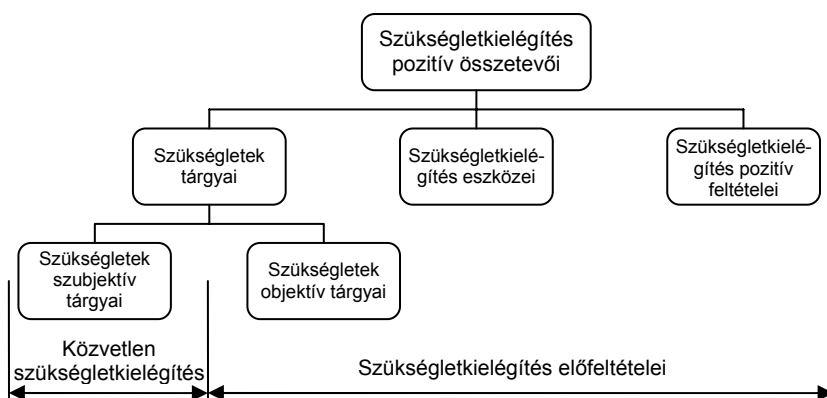 Szükségletkielégítés
pozitív összetevői
Szükségletek
tárgyai
Szükségletkielé-
gítés eszközei
Szükségletkielé-
gítés pozitív
feltételei
Szükségletek
szubjektív
tárgyai
Szükségletek
objektív tárgyai
Közvetlen
szükségletkielégítés
Szükségletkielégítés előfeltételei